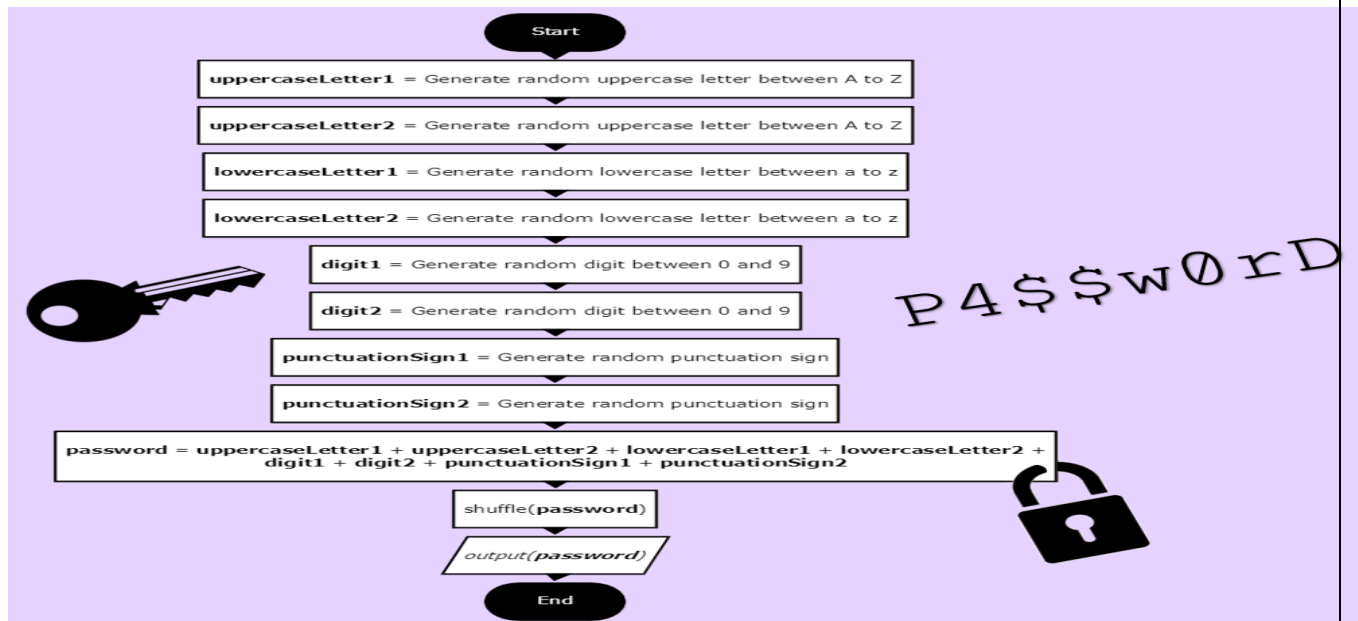 Start
uppercaseLetter1 = Generate random uppercase letter between A to Z
uppercaseLetter2 = Generate random uppercase letter between A to Z
lowercaseLetter1 = Generate random lowercase letter between a to z
lowercaseLetter2 = Generate random lowercase letter between a to z
digit1 = Generate random digit between 0 and 9
digit2 = Generate random digit between 0 and 9
P4$$w0rD
punctuationSign1 = Generate random punctuation sign
punctuationSign2 = Generate random punctuation sign
password = uppercaseLetter1 + uppercaseLetter2 + lowercaseLetter1 + lowercaseLetter2 +
digit1 + digit2 + punctuationSign1 + punctuationSign2
shuffle(password)
output(password)
End